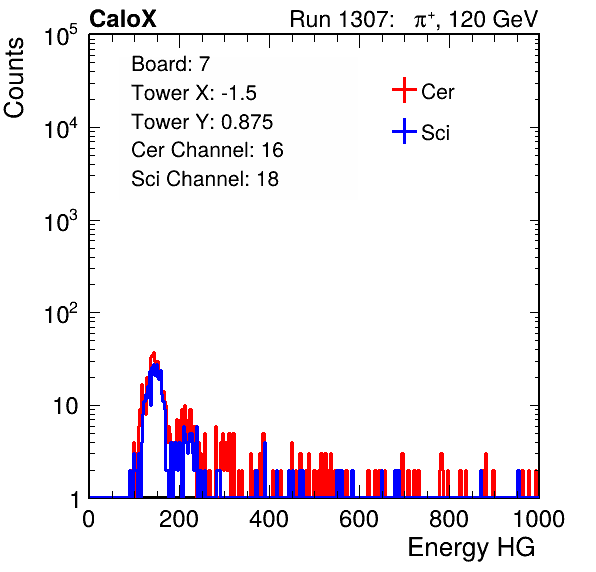 CaloX Run 1307: π⁺, 120 GeV
Counts
10⁵
10⁴
10³
10²
10
1
Board: 7
Tower X: -1.5
Tower Y: 0.875
Cer Channel: 16
Sci Channel: 18
Cer
Sci
0 200 400 600 800 1000
Energy HG